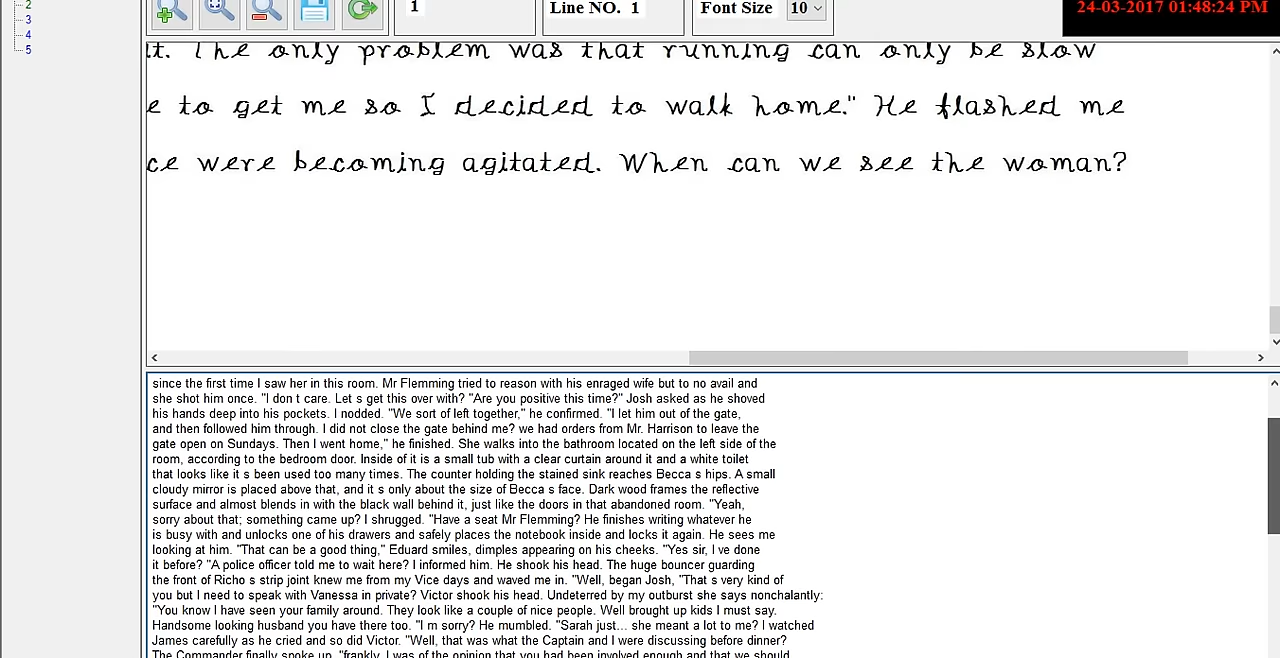 2
3
4
5
1
Line NO. 1
Font Size 10
24-03-2017 01:48:24 PM
it. The only problem was that running can only be slow
e to get me so I decided to walk home." He flashed me
ce were becoming agitated. When can we see the woman?
since the first time I saw her in this room. Mr Flemming tried to reason with his enraged wife but to no avail and
she shot him once. "I don t care. Let s get this over with? "Are you positive this time?" Josh asked as he shoved
his hands deep into his pockets. I nodded. "We sort of left together," he confirmed. "I let him out of the gate,
and then followed him through. I did not close the gate behind me? we had orders from Mr. Harrison to leave the
gate open on Sundays. Then I went home," he finished. She walks into the bathroom located on the left side of the
room, according to the bedroom door. Inside of it is a small tub with a clear curtain around it and a white toilet
that looks like it s been used too many times. The counter holding the stained sink reaches Becca s hips. A small
cloudy mirror is placed above that, and it s only about the size of Becca s face. Dark wood frames the reflective
surface and almost blends in with the black wall behind it, just like the doors in that abandoned room. "Yeah,
sorry about that; something came up? I shrugged. "Have a seat Mr Flemming? He finishes writing whatever he
is busy with and unlocks one of his drawers and safely places the notebook inside and locks it again. He sees me
looking at him. "That can be a good thing," Eduard smiles, dimples appearing on his cheeks. "Yes sir, I ve done
it before? "A police officer told me to wait here? I informed him. He shook his head. The huge bouncer guarding
the front of Richo s strip joint knew me from my Vice days and waved me in. "Well, began Josh, "That s very kind of
you but I need to speak with Vanessa in private? Victor shook his head. Undeterred by my outburst she says nonchalantly:
"You know I have seen your family around. They look like a couple of nice people. Well brought up kids I must say.
Handsome looking husband you have there too. "I m sorry? He mumbled. "Sarah just... she meant a lot to me? I watched
James carefully as he cried and so did Victor. "Well, that was what the Captain and I were discussing before dinner?
The Commander finally spoke up, "frankly, I was of the opinion that you had been involved enough and that we should